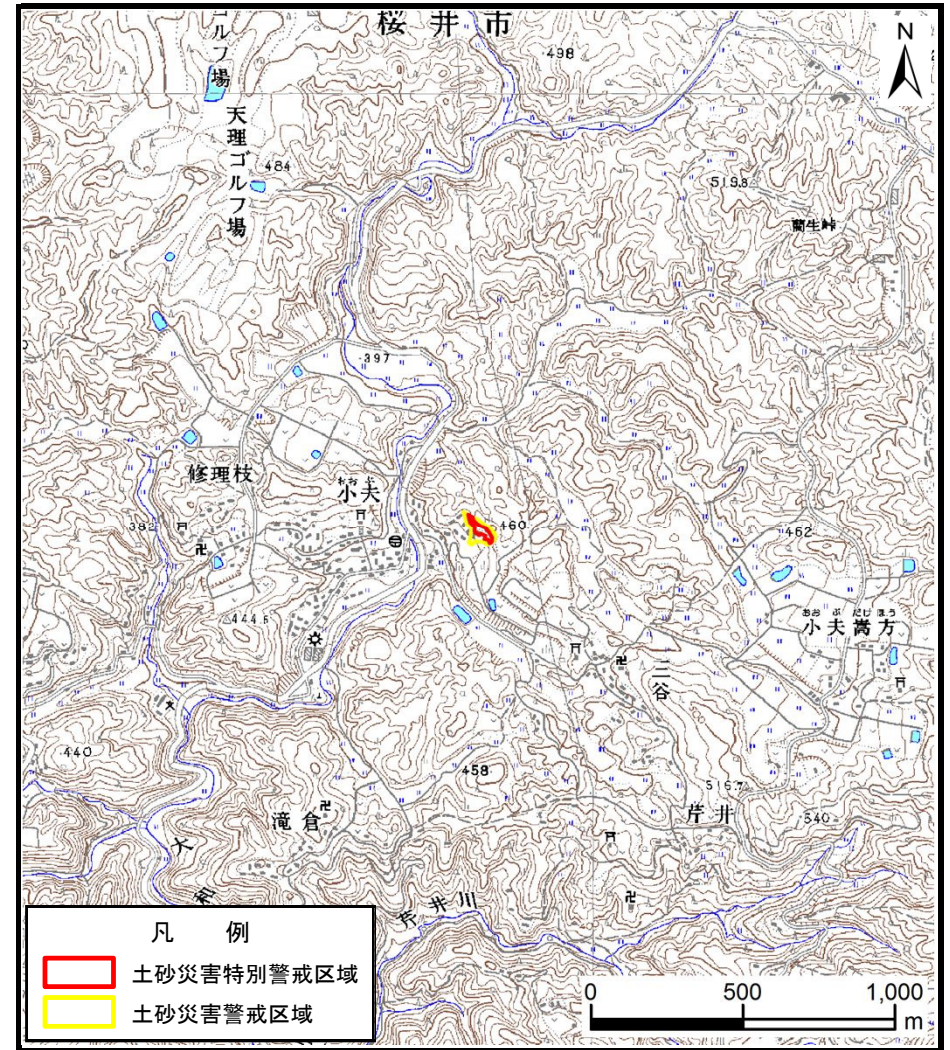 桜井市
ゴルフ場
N
498
天理ゴルフ場
484
519.8
藺生峠
397
修理枝
おおぶ
小夫
460
382
462
444.6
おおぶだけほう
小夫嵩方
三谷
440
458
516.7
滝倉
芹井
540
大和
芹井川
凡 例
土砂災害特別警戒区域
土砂災害警戒区域
0 500 1,000
m